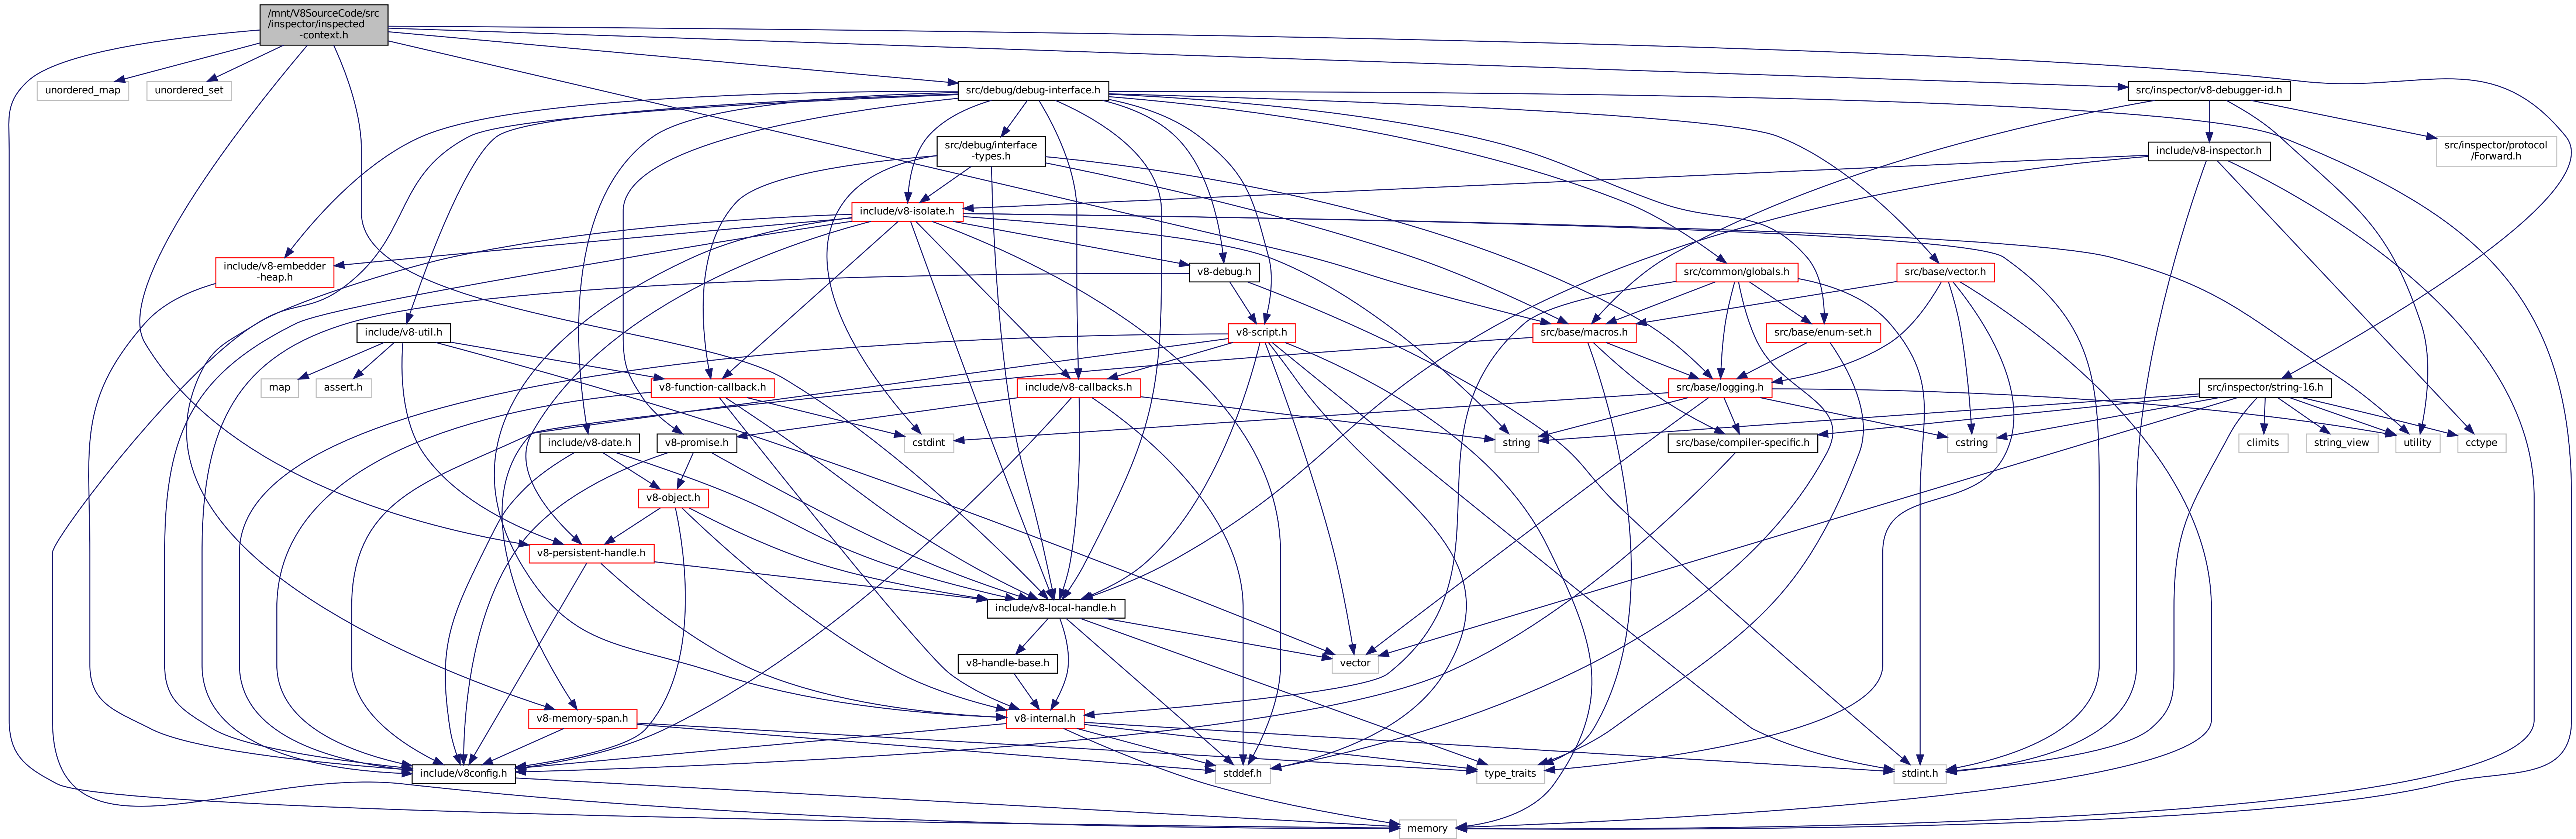 /mnt/V8SourceCode/src
/inspector/inspected
-context.h
unordered_map
unordered_set
src/debug/debug-interface.h
src/inspector/v8-debugger-id.h
src/debug/interface
-types.h
include/v8-inspector.h
src/inspector/protocol
/Forward.h
include/v8-isolate.h
include/v8-embedder
-heap.h
v8-debug.h
src/common/globals.h
src/base/vector.h
include/v8-util.h
v8-script.h
src/base/macros.h
src/base/enum-set.h
map
assert.h
v8-function-callback.h
include/v8-callbacks.h
src/base/logging.h
src/inspector/string-16.h
include/v8-date.h
v8-promise.h
cstdint
string
src/base/compiler-specific.h
cstring
climits
string_view
utility
cctype
v8-object.h
v8-persistent-handle.h
include/v8-local-handle.h
v8-handle-base.h
vector
v8-memory-span.h
v8-internal.h
include/v8config.h
stddef.h
type_traits
stdint.h
memory